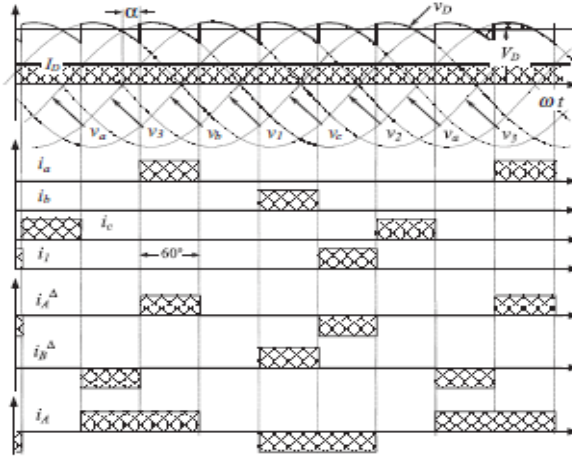 α
v_D
I_D
V_D
ω t
v_a v_3 v_b v_1 v_c v_2 v_a v_3
i_a
i_b
i_c
i_1
60°
i_A^Δ
i_B^Δ
i_A